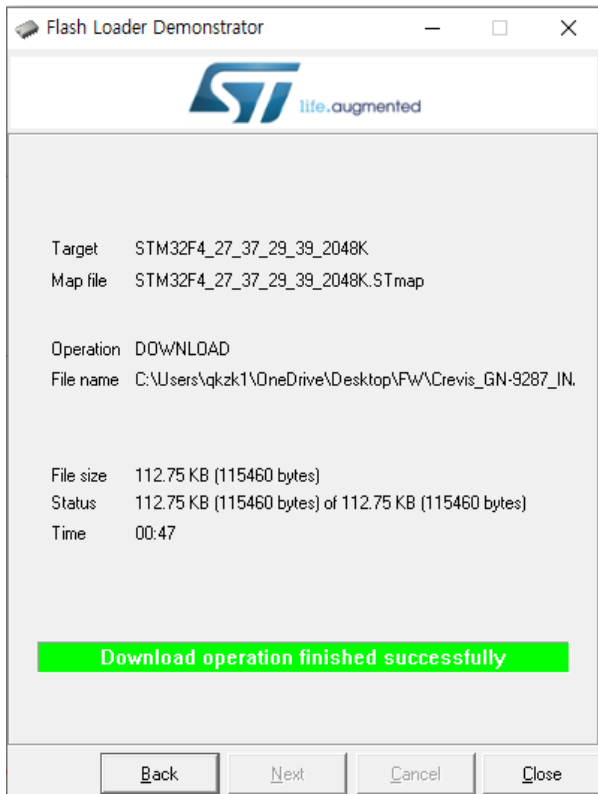 Flash Loader Demonstrator
ST life.augmented
Target STM32F4_27_37_29_39_2048K
Map file STM32F4_27_37_29_39_2048K.STmap
Operation DOWNLOAD
File name C:\Users\qkzk1\OneDrive\Desktop\FW\Crevis_GN-9287_IN.
File size 112.75 KB (115460 bytes)
Status 112.75 KB (115460 bytes) of 112.75 KB (115460 bytes)
Time 00:47
Download operation finished successfully
Back Next Cancel Close